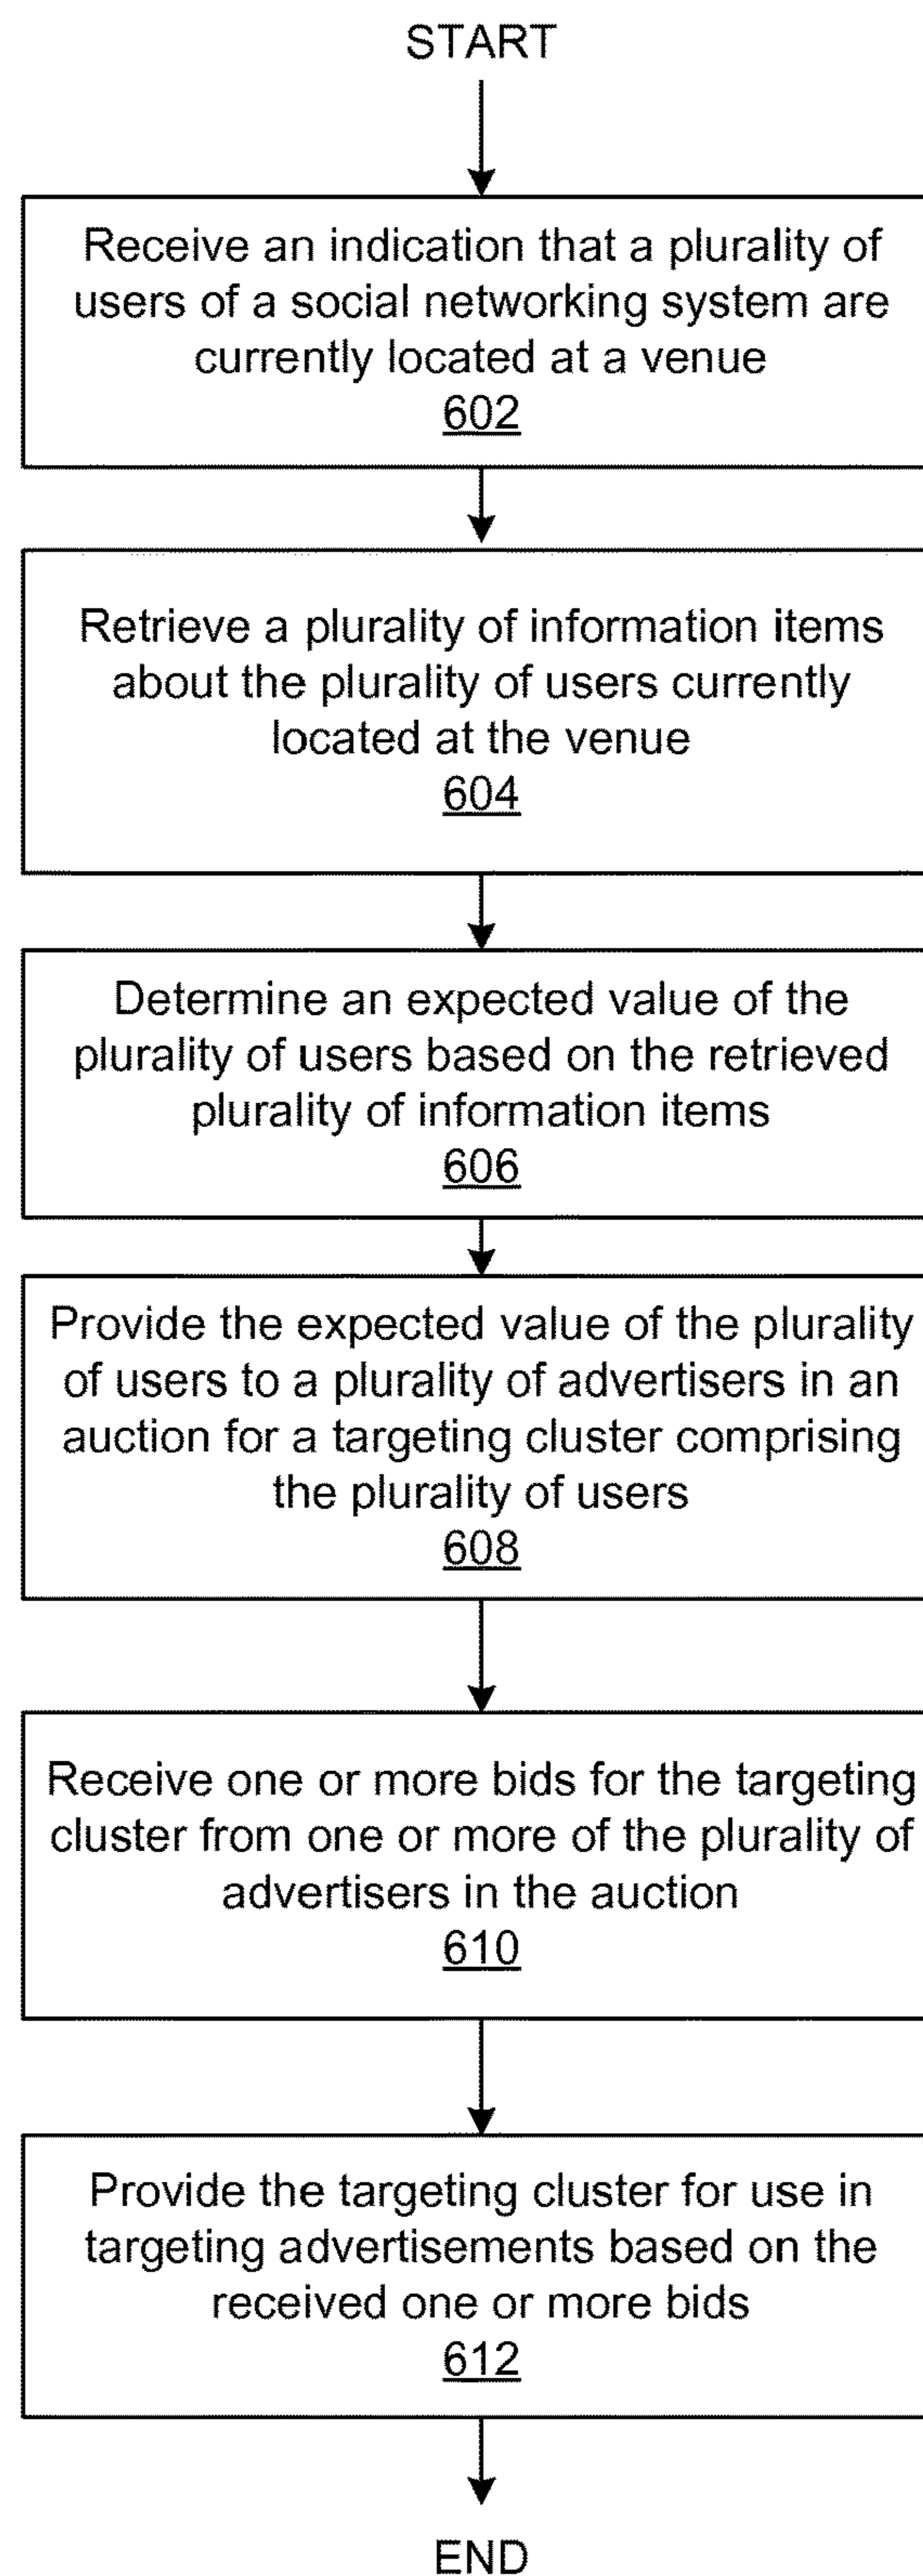 START
Receive an indication that a plurality of
users of a social networking system are
currently located at a venue
602
Retrieve a plurality of information items
about the plurality of users currently
located at the venue
604
Determine an expected value of the
plurality of users based on the retrieved
plurality of information items
606
Provide the expected value of the plurality
of users to a plurality of advertisers in an
auction for a targeting cluster comprising
the plurality of users
608
Receive one or more bids for the targeting
cluster from one or more of the plurality of
advertisers in the auction
610
Provide the targeting cluster for use in
targeting advertisements based on the
received one or more bids
612
END